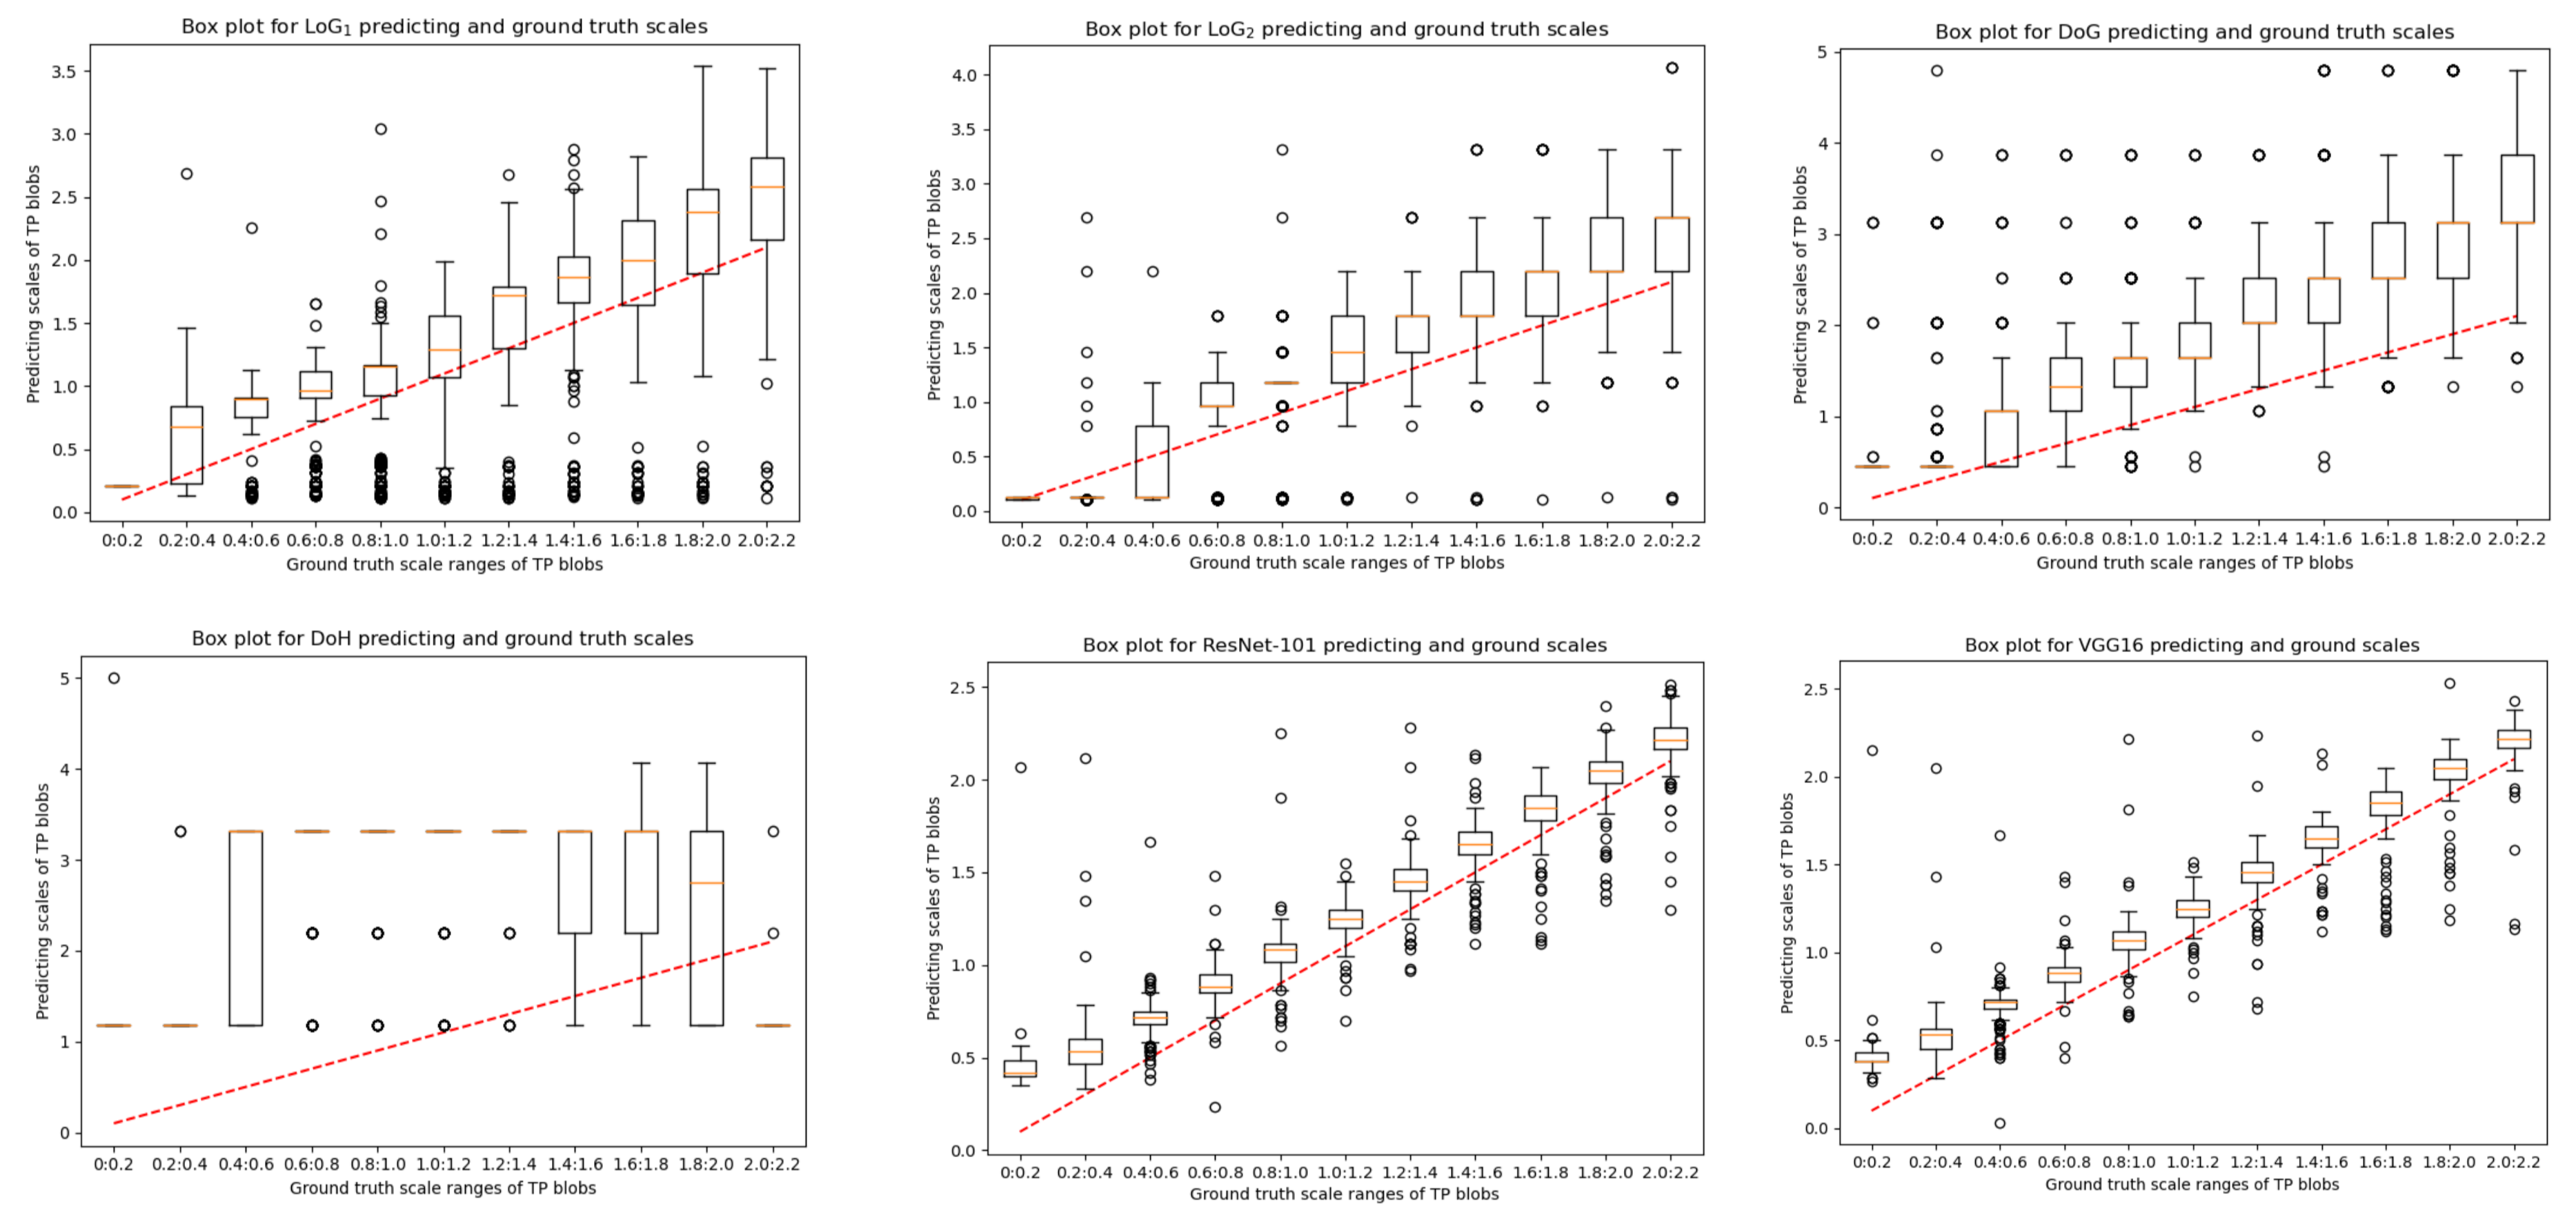 Box plot for LoG₁ predicting and ground truth scales
Predicting scales of TP blobs
3.5
3.0
2.5
2.0
1.5
1.0
0.5
0.0
0:0.2 0.2:0.4 0.4:0.6 0.6:0.8 0.8:1.0 1.0:1.2 1.2:1.4 1.4:1.6 1.6:1.8 1.8:2.0 2.0:2.2
Ground truth scale ranges of TP blobs
Box plot for LoG₂ predicting and ground truth scales
Predicting scales of TP blobs
4.0
3.5
3.0
2.5
2.0
1.5
1.0
0.5
0.0
0:0.2 0.2:0.4 0.4:0.6 0.6:0.8 0.8:1.0 1.0:1.2 1.2:1.4 1.4:1.6 1.6:1.8 1.8:2.0 2.0:2.2
Ground truth scale ranges of TP blobs
Box plot for DoG predicting and ground truth scales
Predicting scales of TP blobs
5
4
3
2
1
0
0:0.2 0.2:0.4 0.4:0.6 0.6:0.8 0.8:1.0 1.0:1.2 1.2:1.4 1.4:1.6 1.6:1.8 1.8:2.0 2.0:2.2
Ground truth scale ranges of TP blobs
Box plot for DoH predicting and ground truth scales
Predicting scales of TP blobs
5
4
3
2
1
0
0:0.2 0.2:0.4 0.4:0.6 0.6:0.8 0.8:1.0 1.0:1.2 1.2:1.4 1.4:1.6 1.6:1.8 1.8:2.0 2.0:2.2
Ground truth scale ranges of TP blobs
Box plot for ResNet-101 predicting and ground scales
Predicting scales of TP blobs
2.5
2.0
1.5
1.0
0.5
0.0
0:0.2 0.2:0.4 0.4:0.6 0.6:0.8 0.8:1.0 1.0:1.2 1.2:1.4 1.4:1.6 1.6:1.8 1.8:2.0 2.0:2.2
Ground truth scale ranges of TP blobs
Box plot for VGG16 predicting and ground scales
Predicting scales of TP blobs
2.5
2.0
1.5
1.0
0.5
0.0
0:0.2 0.2:0.4 0.4:0.6 0.6:0.8 0.8:1.0 1.0:1.2 1.2:1.4 1.4:1.6 1.6:1.8 1.8:2.0 2.0:2.2
Ground truth scale ranges of TP blobs